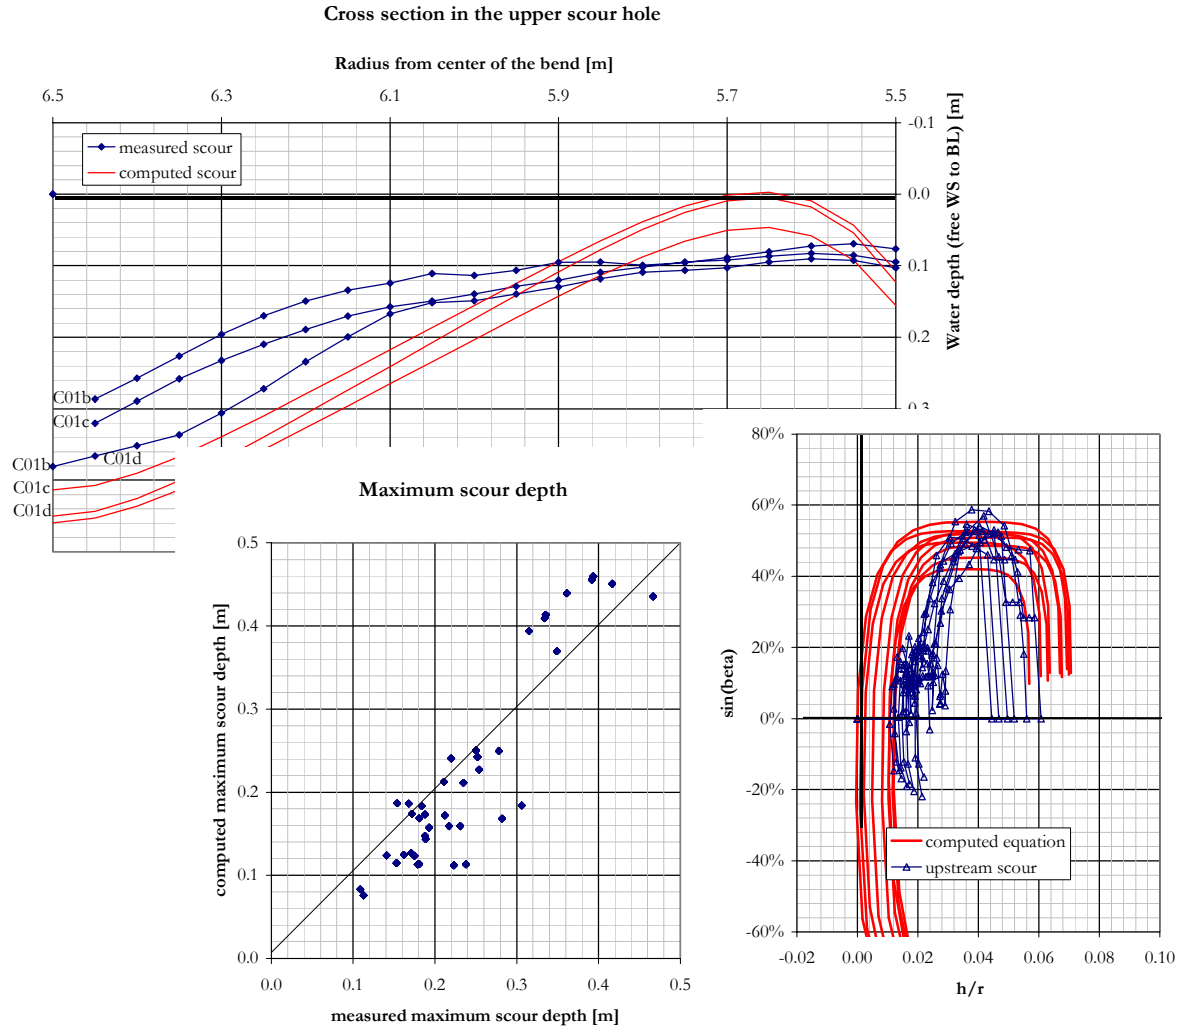 Cross section in the upper scour hole
Radius from center of the bend [m]
6.5 6.3 6.1 5.9 5.7 5.5
-0.1
0.0
0.1
0.2
0.3
Water depth (free WS to BL) [m]
measured scour
computed scour
C01b
C01c
C01d
C01b
C01c
C01d
Maximum scour depth
0.5
0.4
0.3
0.2
0.1
0.0
computed maximum scour depth [m]
0.0 0.1 0.2 0.3 0.4 0.5
measured maximum scour depth [m]
80%
60%
40%
20%
0%
-20%
-40%
-60%
sin(beta)
computed equation
upstream scour
-0.02 0.00 0.02 0.04 0.06 0.08 0.10
h/r